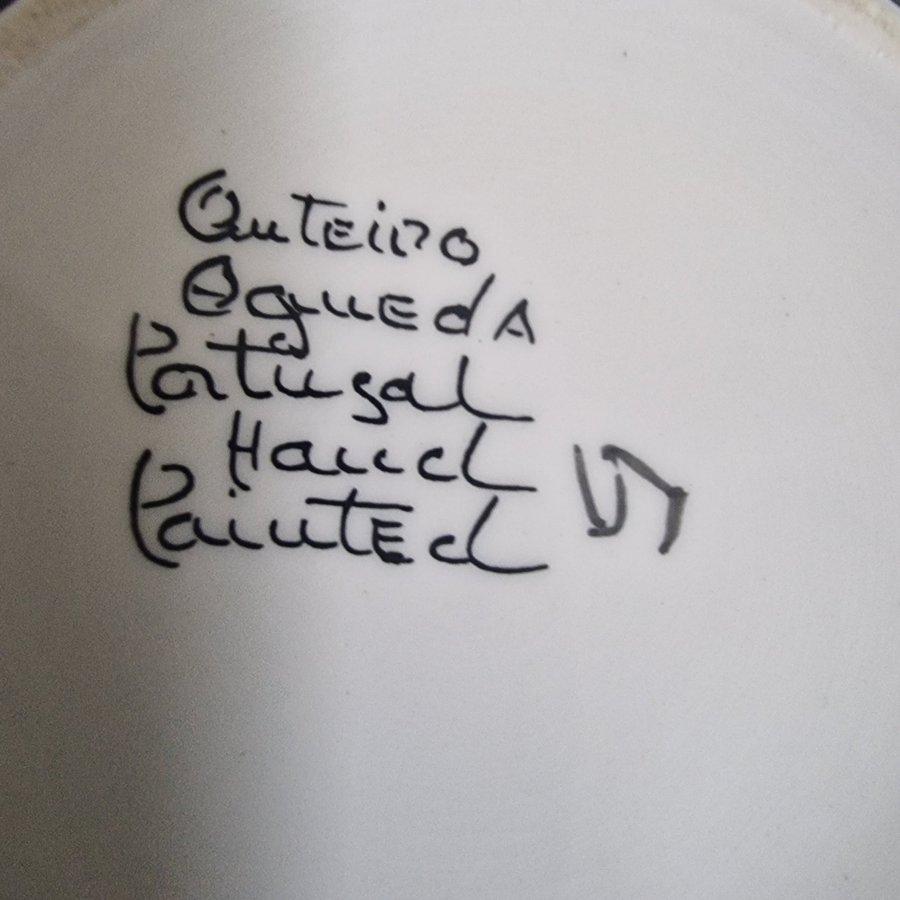 OuTEiro
AguEdA
Portugal
Hand
PaintEd